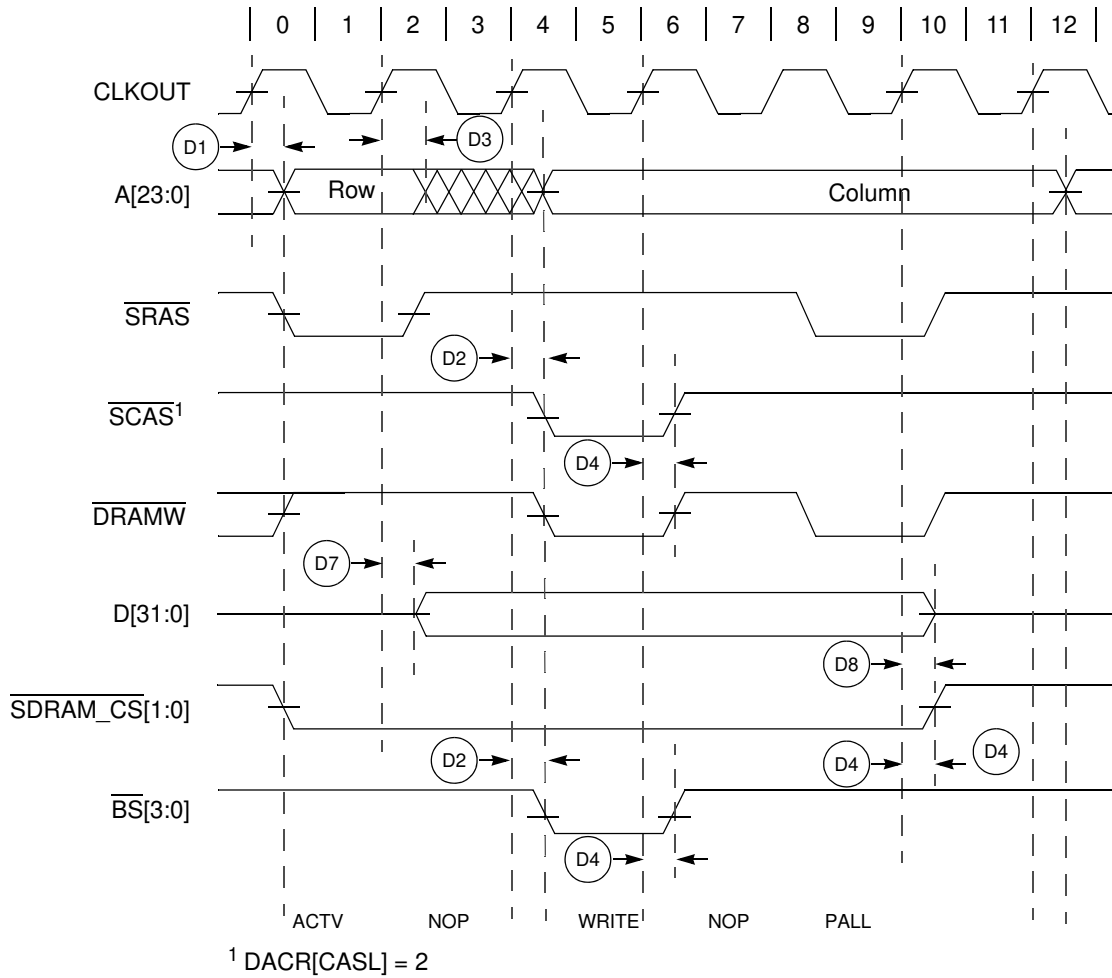 0 1 2 3 4 5 6 7 8 9 10 11 12
CLKOUT
D1
D3
A[23:0]
Row
Column
SRAS
D2
SCAS1
D4
DRAMW
D7
D[31:0]
D8
SDRAM_CS[1:0]
D2
D4
D4
BS[3:0]
D4
ACTV NOP WRITE NOP PALL
1 DACR[CASL] = 2